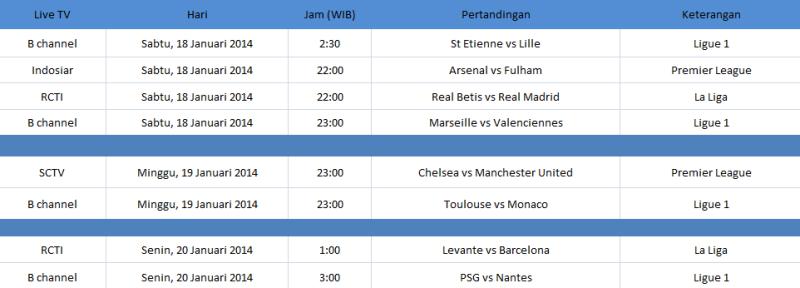 Live TV Hari Jam (WIB) Pertandingan Keterangan
B channel Sabtu, 18 Januari 2014 2:30 St Etienne vs Lille Ligue 1
Indosiar Sabtu, 18 Januari 2014 22:00 Arsenal vs Fulham Premier League
RCTI Sabtu, 18 Januari 2014 22:00 Real Betis vs Real Madrid La Liga
B channel Sabtu, 18 Januari 2014 23:00 Marseille vs Valenciennes Ligue 1
SCTV Minggu, 19 Januari 2014 23:00 Chelsea vs Manchester United Premier League
B channel Minggu, 19 Januari 2014 23:00 Toulouse vs Monaco Ligue 1
RCTI Senin, 20 Januari 2014 1:00 Levante vs Barcelona La Liga
B channel Senin, 20 Januari 2014 3:00 PSG vs Nantes Ligue 1